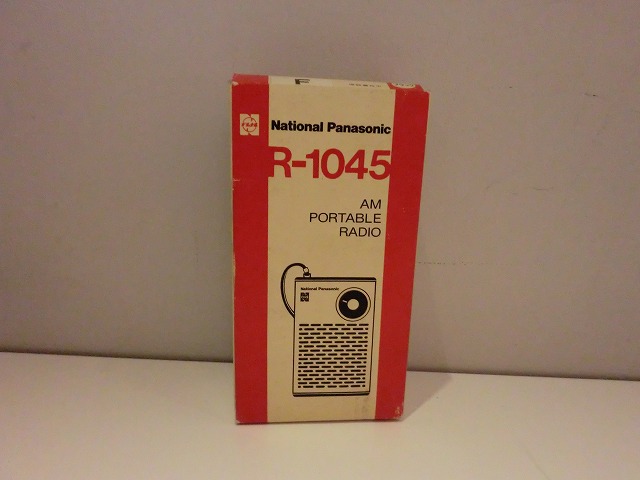 National Panasonic
R-1045
AM
PORTABLE
RADIO
National Panasonic